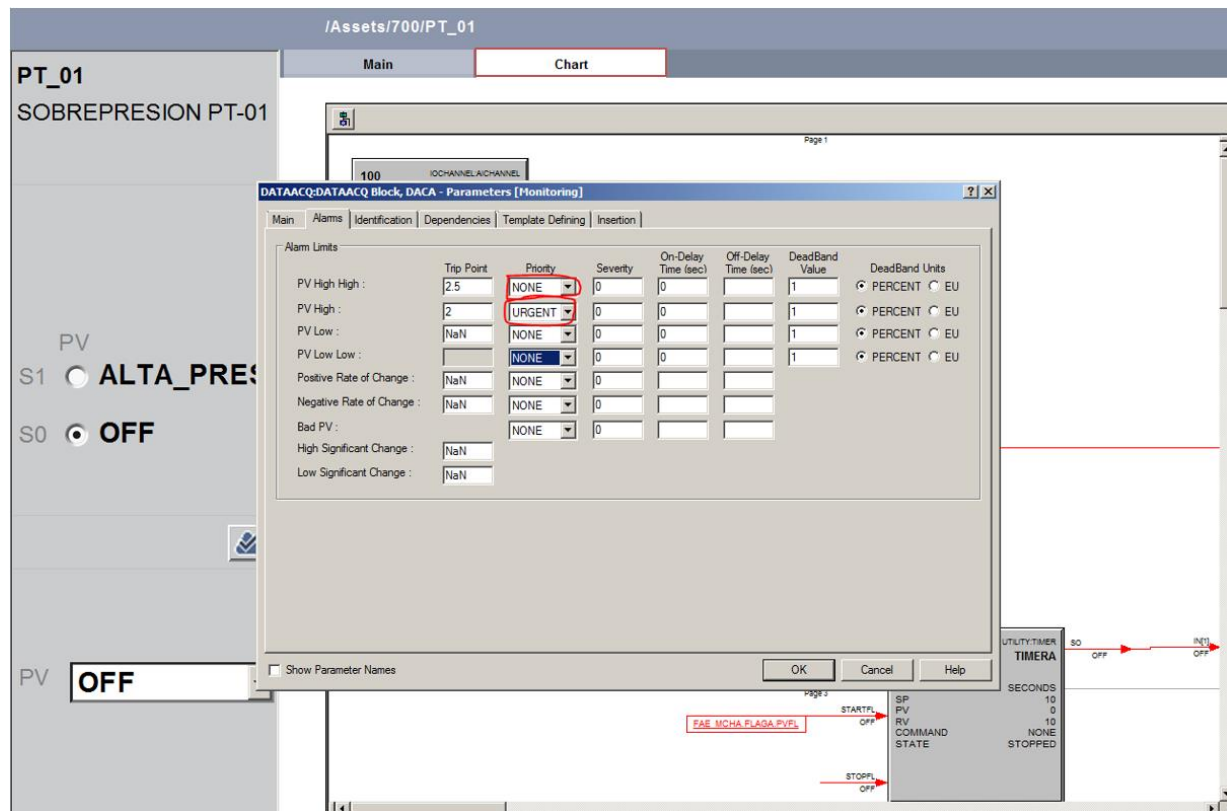 /Assets/700/PT_01
PT_01
SOBREPRESION PT-01
Main Chart
Page 1
100 IOCHANNEL:AICHANNEL
DATAACQ:DATAACQ Block, DACA - Parameters [Monitoring]
Main Alarms Identification Dependencies Template Defining Insertion
Alarm Limits
Trip Point Priority Severity On-Delay Time (sec) Off-Delay Time (sec) DeadBand Value DeadBand Units
PV High High : 2.5 NONE 0 0 1 PERCENT EU
PV High : 2 URGENT 0 0 1 PERCENT EU
PV Low : NaN NONE 0 0 1 PERCENT EU
PV Low Low : NONE 0 0 1 PERCENT EU
Positive Rate of Change : NaN NONE 0
Negative Rate of Change : NaN NONE 0
Bad PV : NONE 0
High Significant Change : NaN
Low Significant Change : NaN
Show Parameter Names
OK Cancel Help
PV
S1 ALTA_PRES
S0 OFF
PV OFF
UTILITY:TIMER
TIMERA
SO
OFF
IN[1]
OFF
SECONDS
SP 10
PV 0
RV 10
COMMAND NONE
STATE STOPPED
Page 3
STARTFL
OFF
FAE_MCHA.FLAGA.PVFL
STOPFL
OFF